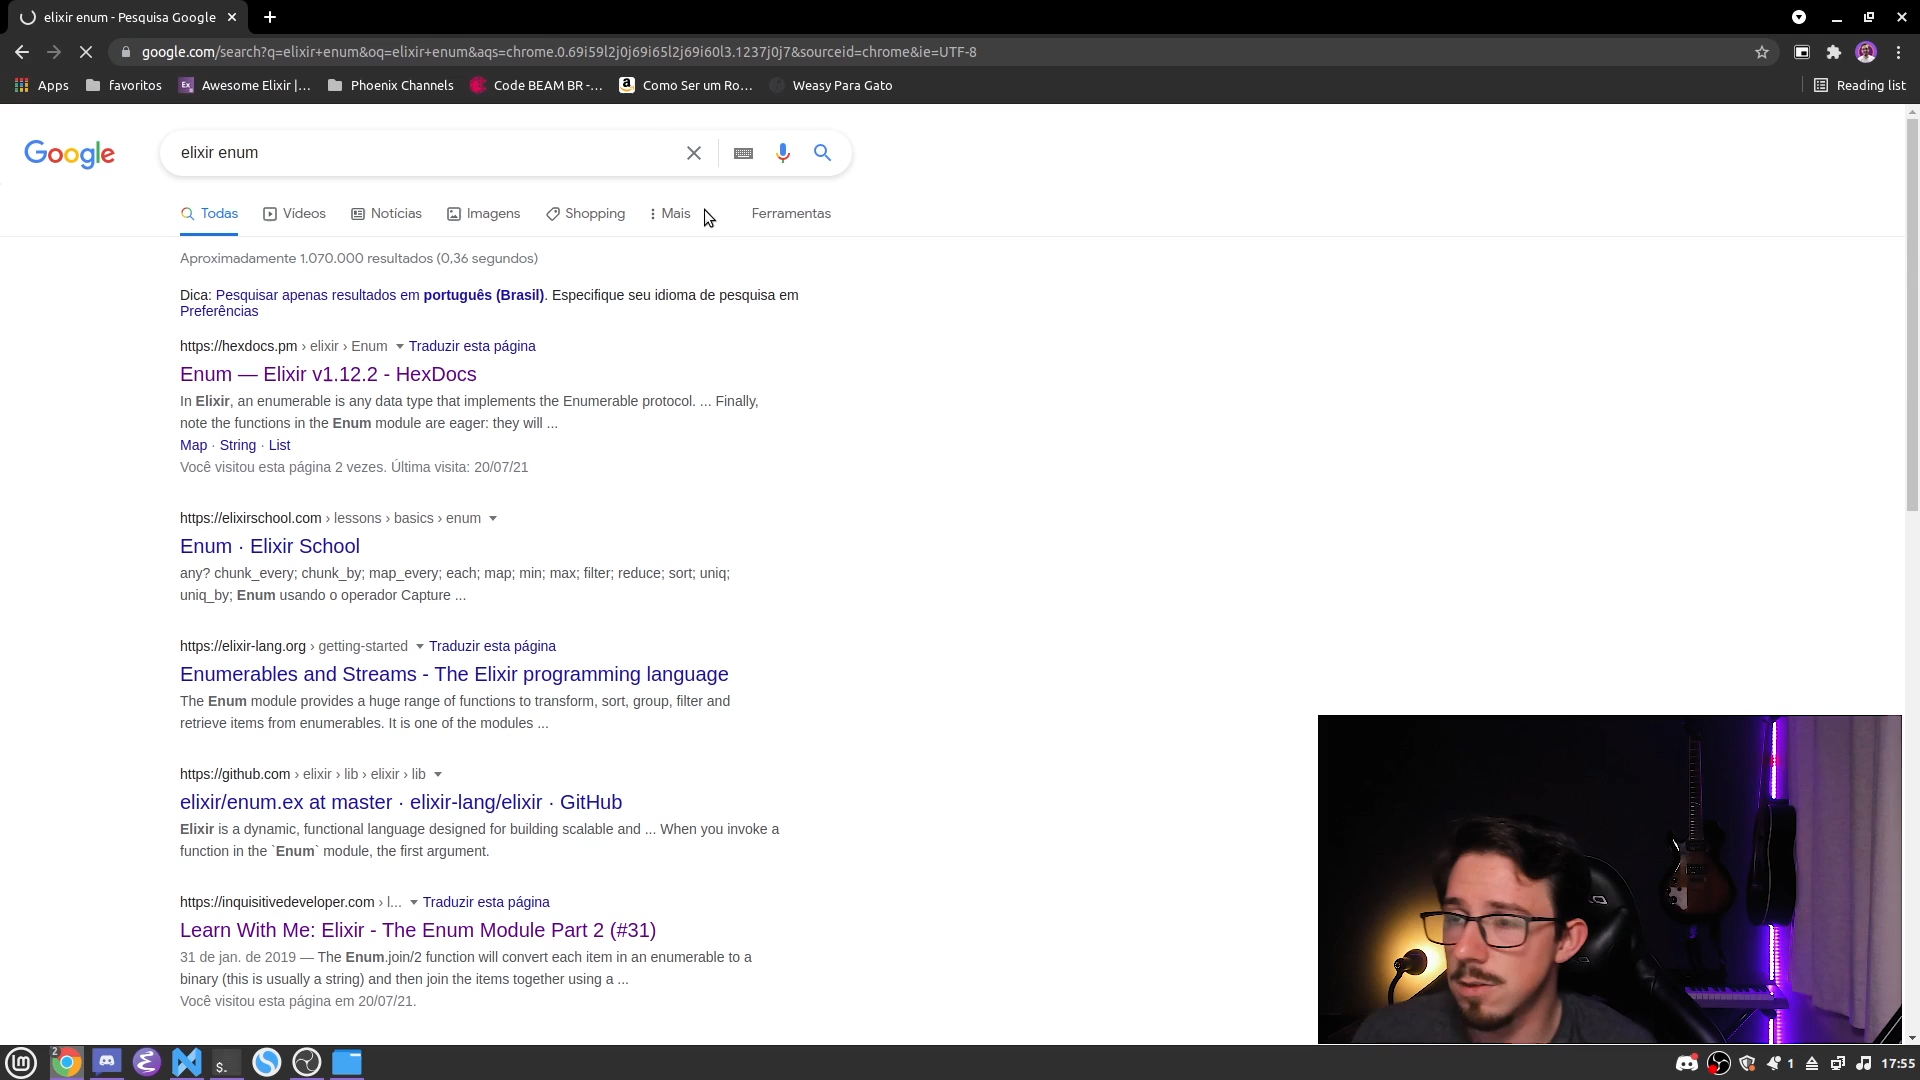 elixir enum - Pesquisa Google
google.com/search?q=elixir+enum&oq=elixir+enum&aqs=chrome.0.69i59l2j0j69i65l2j69i60l3.1237j0j7&sourceid=chrome&ie=UTF-8
Apps favoritos Ex Awesome Elixir |... Phoenix Channels Code BEAM BR -... Como Ser um Ro... Weasy Para Gato Reading list
Google elixir enum
Todas Vídeos Notícias Imagens Shopping Mais Ferramentas
Aproximadamente 1.070.000 resultados (0,36 segundos)
Dica: Pesquisar apenas resultados em português (Brasil). Especifique seu idioma de pesquisa em
Preferências
https://hexdocs.pm › elixir › Enum Traduzir esta página
Enum — Elixir v1.12.2 - HexDocs
In Elixir, an enumerable is any data type that implements the Enumerable protocol. ... Finally,
note the functions in the Enum module are eager: they will ...
Map · String · List
Você visitou esta página 2 vezes. Última visita: 20/07/21
https://elixirschool.com › lessons › basics › enum
Enum · Elixir School
any? chunk_every; chunk_by; map_every; each; map; min; max; filter; reduce; sort; uniq;
uniq_by; Enum usando o operador Capture ...
https://elixir-lang.org › getting-started Traduzir esta página
Enumerables and Streams - The Elixir programming language
The Enum module provides a huge range of functions to transform, sort, group, filter and
retrieve items from enumerables. It is one of the modules ...
https://github.com › elixir › lib › elixir › lib
elixir/enum.ex at master · elixir-lang/elixir · GitHub
Elixir is a dynamic, functional language designed for building scalable and ... When you invoke a
function in the `Enum` module, the first argument.
https://inquisitivedeveloper.com › l... Traduzir esta página
Learn With Me: Elixir - The Enum Module Part 2 (#31)
31 de jan. de 2019 — The Enum.join/2 function will convert each item in an enumerable to a
binary (this is usually a string) and then join the items together using a ...
Você visitou esta página em 20/07/21.
2 $_ 1 17:55